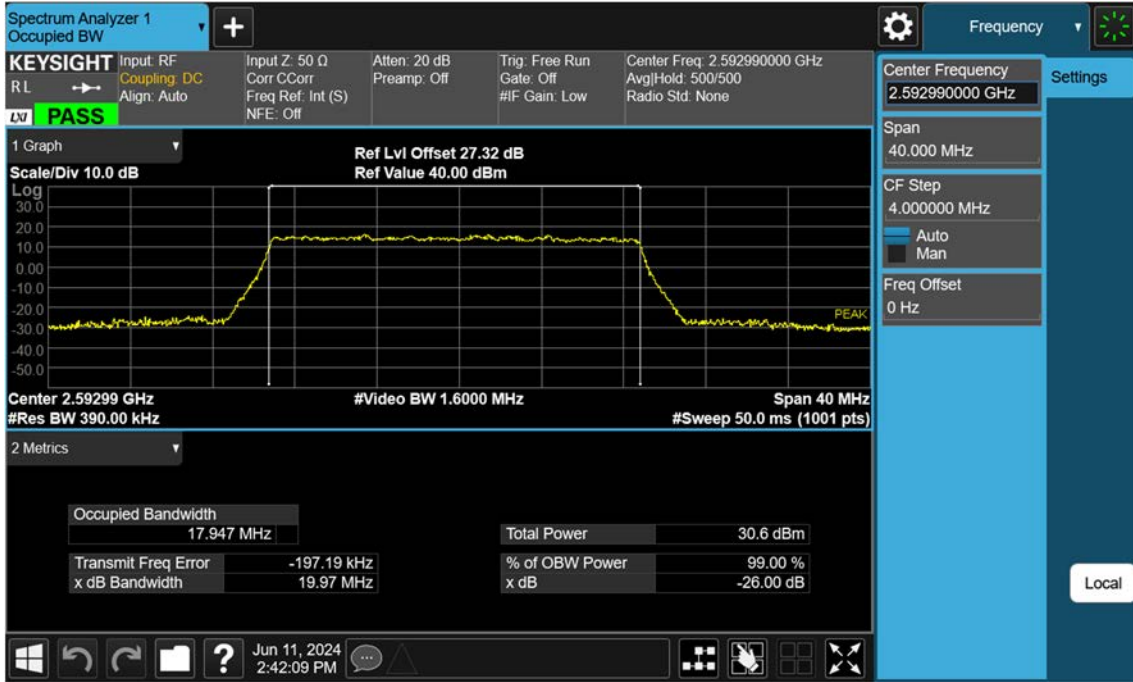 Spectrum Analyzer 1
Occupied BW
Frequency
KEYSIGHT
R L
LXI PASS
Input: RF
Coupling: DC
Align: Auto
Input Z: 50 Ω
Corr CCorr
Freq Ref: Int (S)
NFE: Off
Atten: 20 dB
Preamp: Off
Trig: Free Run
Gate: Off
#IF Gain: Low
Center Freq: 2.592990000 GHz
Avg|Hold: 500/500
Radio Std: None
Center Frequency
2.592990000 GHz
Settings
Span
40.000 MHz
CF Step
4.000000 MHz
Auto
Man
Freq Offset
0 Hz
Local
1 Graph
Scale/Div 10.0 dB
Ref Lvl Offset 27.32 dB
Ref Value 40.00 dBm
Log
30.0
20.0
10.0
0.00
-10.0
-20.0
-30.0
-40.0
-50.0
PEAK
Center 2.59299 GHz
#Video BW 1.6000 MHz
Span 40 MHz
#Res BW 390.00 kHz
#Sweep 50.0 ms (1001 pts)
2 Metrics
Occupied Bandwidth
17.947 MHz
Total Power 30.6 dBm
Transmit Freq Error -197.19 kHz
% of OBW Power 99.00 %
x dB Bandwidth 19.97 MHz
x dB -26.00 dB
?
Jun 11, 2024
2:42:09 PM